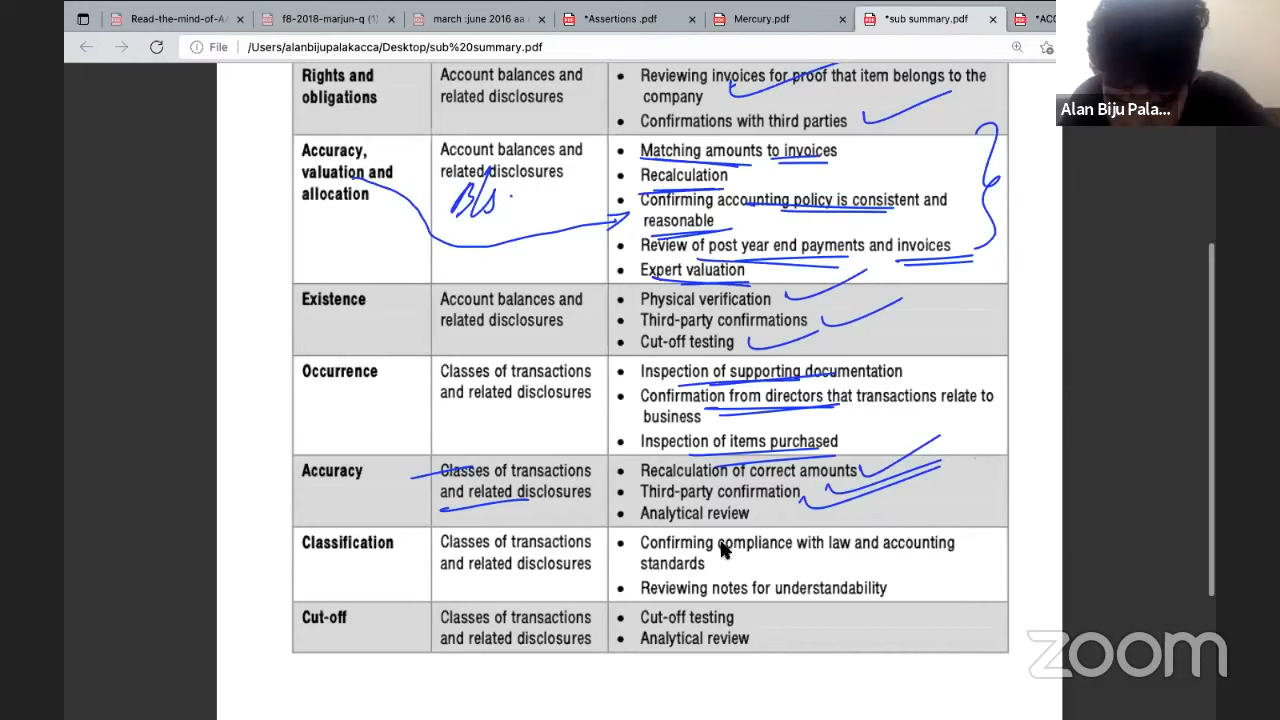 Read-the-mind-of-A
f8-2018-marjun-q (1)
march :june 2016 aa
*Assertions .pdf
Mercury.pdf
*sub summary.pdf
File
/Users/alanbijupalakacca/Desktop/sub%20summary.pdf
Alan Biju Pala...
Rights and obligations
Account balances and related disclosures
• Reviewing invoices for proof that item belongs to the
company
• Confirmations with third parties
Accuracy,
valuation and
allocation
Account balances and
related disclosures
B/S
• Matching amounts to invoices
• Recalculation
• Confirming accounting policy is consistent and
reasonable
• Review of post year end payments and invoices
• Expert valuation
Existence
Account balances and
related disclosures
• Physical verification
• Third-party confirmations
• Cut-off testing
Occurrence
Classes of transactions
and related disclosures
• Inspection of supporting documentation
• Confirmation from directors that transactions relate to
business
• Inspection of items purchased
Accuracy
Classes of transactions
and related disclosures
• Recalculation of correct amounts
• Third-party confirmation
• Analytical review
Classification
Classes of transactions
and related disclosures
• Confirming compliance with law and accounting
standards
• Reviewing notes for understandability
Cut-off
Classes of transactions
and related disclosures
• Cut-off testing
• Analytical review
zoom